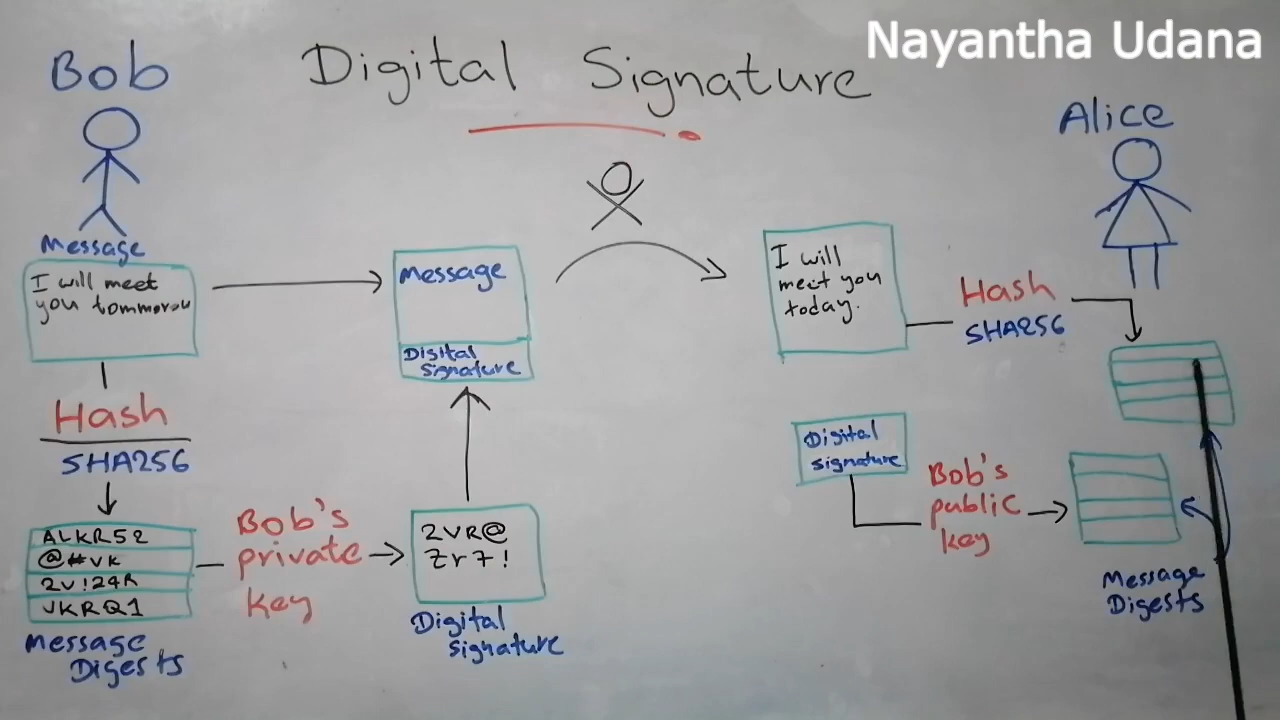 Nayantha Udana
Digital Signature
Bob
Message
I will meet
you tommorow
Hash
SHA256
ALKR52
@#VK
2V!24R
VKRQ1
Message
Digests
Bob's
private
key
2VR@
Zr7!
Digital
signature
Message
Digital
signature
Alice
I will
meet you
today.
Hash
SHA256
Digital
signature
Bob's
public
key
Message
Digests